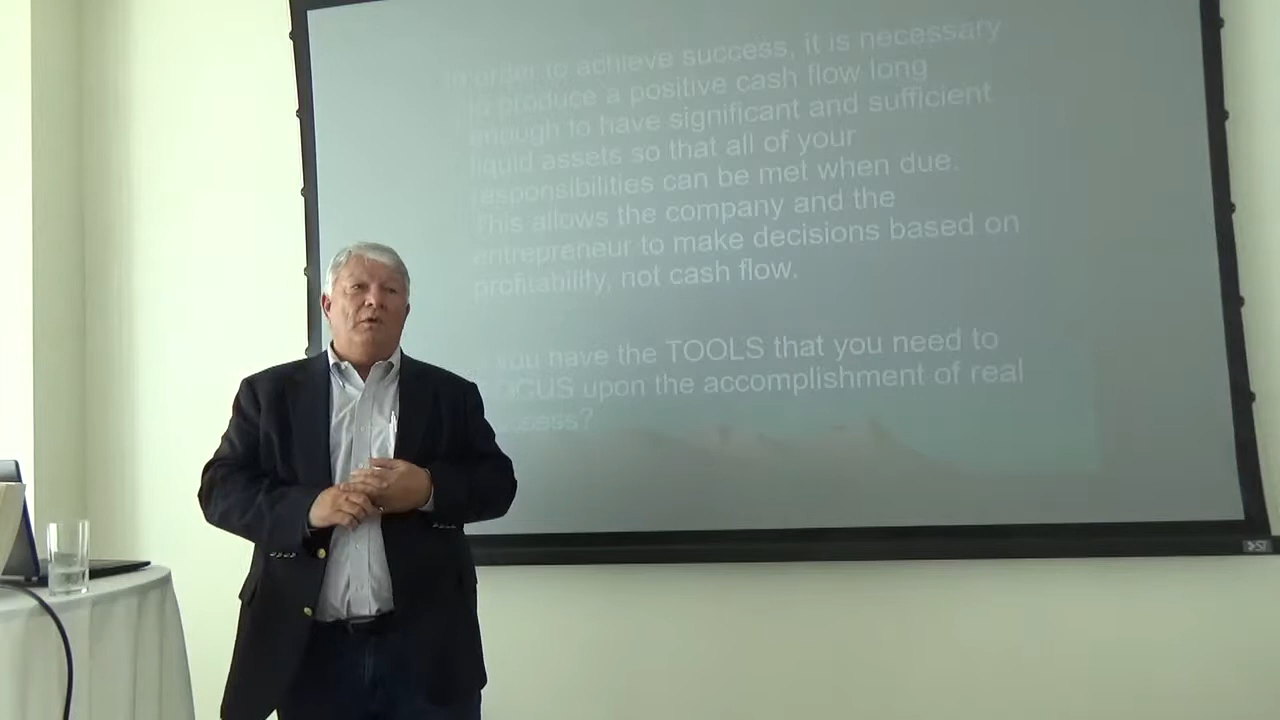 In order to achieve success, it is necessary
to produce a positive cash flow long
enough to have significant and sufficient
liquid assets so that all of your
responsibilities can be met when due.
This allows the company and the
entrepreneur to make decisions based on
profitability, not cash flow.
you have the TOOLS that you need to
FOCUS upon the accomplishment of real
success?